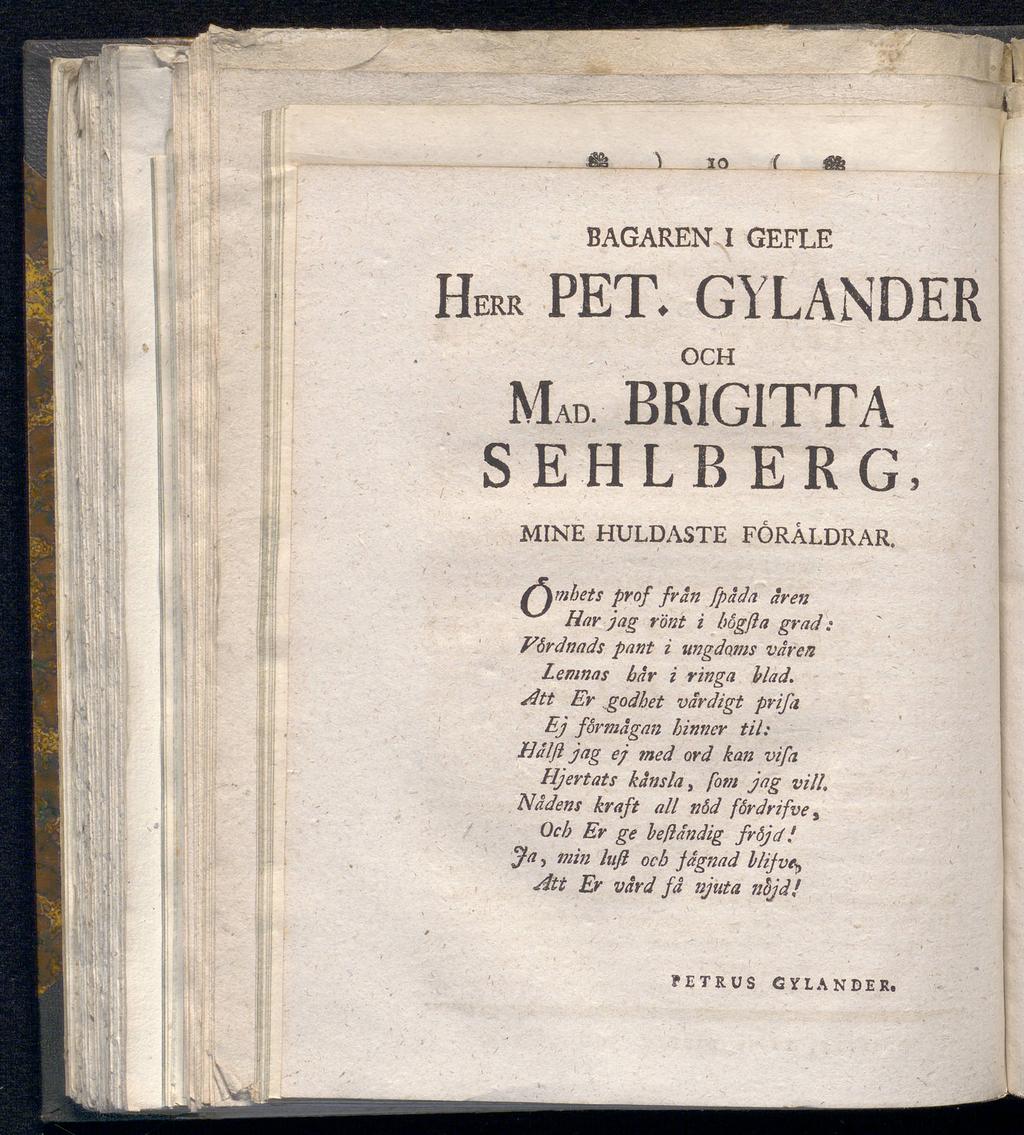 ❀ ) 10 ( ❀
BAGAREN I GEFLE
HERR PET. GYLANDER
OCH
MAD. BRIGITTA
SEHLBERG,
MINE HULDASTE FÖRÄLDRAR.
Ömhets prof från ſpåda åren
Har jag rönt i högſta grad:
Vördnads pant i ungdoms våren
Lemnas här i ringa blad.
Att Er godhet värdigt priſa
Ej förmågan hinner til:
Hälſt jag ej med ord kan viſa
Hjertats känsla, ſom jag vill.
Nådens kraft all nöd fördrifve,
Och Er ge beſtändig fröjd!
Ja, min luſt och fägnad blifve,
Att Er vård få njuta nöjd!
PETRUS GYLANDER.